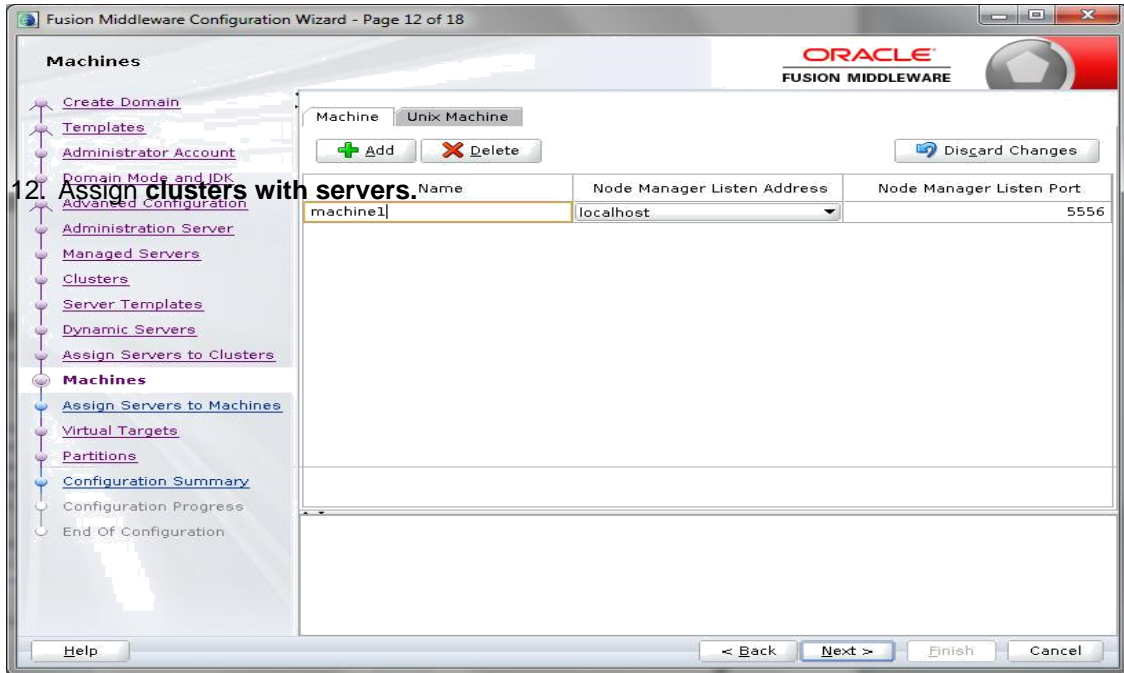 Fusion Middleware Configuration Wizard - Page 12 of 18
Machines
ORACLE
FUSION MIDDLEWARE
Create Domain
Templates
Administrator Account
Domain Mode and JDK
12. Assign clusters with servers.
Advanced Configuration
Administration Server
Managed Servers
Clusters
Server Templates
Dynamic Servers
Assign Servers to Clusters
Machines
Assign Servers to Machines
Virtual Targets
Partitions
Configuration Summary
Configuration Progress
End Of Configuration
Machine Unix Machine
Add Delete Discard Changes
Name Node Manager Listen Address Node Manager Listen Port
machine1 localhost 5556
Help < Back Next > Finish Cancel